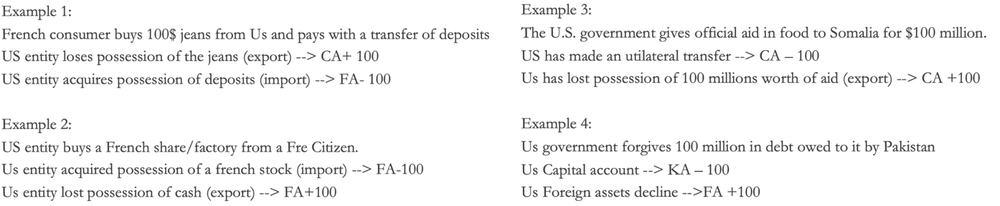 Example 1:
French consumer buys 100$ jeans from Us and pays with a transfer of deposits
US entity loses possession of the jeans (export) --> CA+ 100
US entity acquires possession of deposits (import) --> FA- 100
Example 2:
US entity buys a French share/factory from a Fre Citizen.
Us entity acquired possession of a french stock (import) --> FA-100
Us entity lost possession of cash (export) --> FA+100
Example 3:
The U.S. government gives official aid in food to Somalia for $100 million.
US has made an utilateral transfer --> CA – 100
Us has lost possession of 100 millions worth of aid (export) --> CA +100
Example 4:
Us government forgives 100 million in debt owed to it by Pakistan
Us Capital account --> KA – 100
Us Foreign assets decline -->FA +100